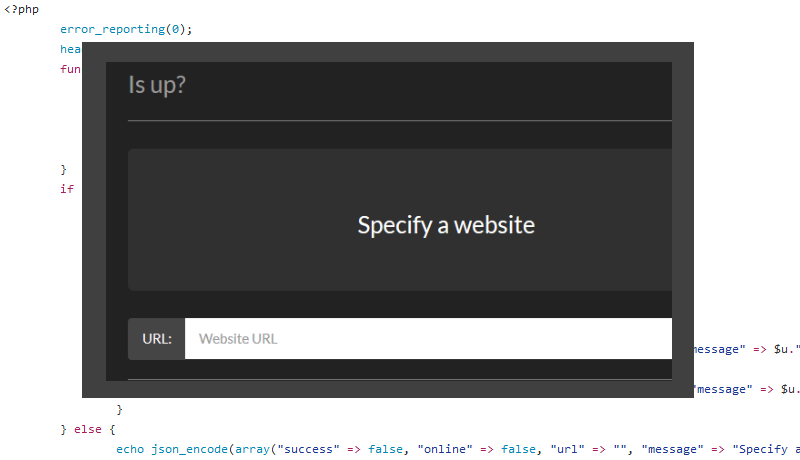 <?php
error_reporting(0);
hea
fun
Is up?
}
if
Specify a website
URL: Website URL
message" => $u."
"message" => $u.
}
} else {
echo json_encode(array("success" => false, "online" => false, "url" => "", "message" => "Specify a